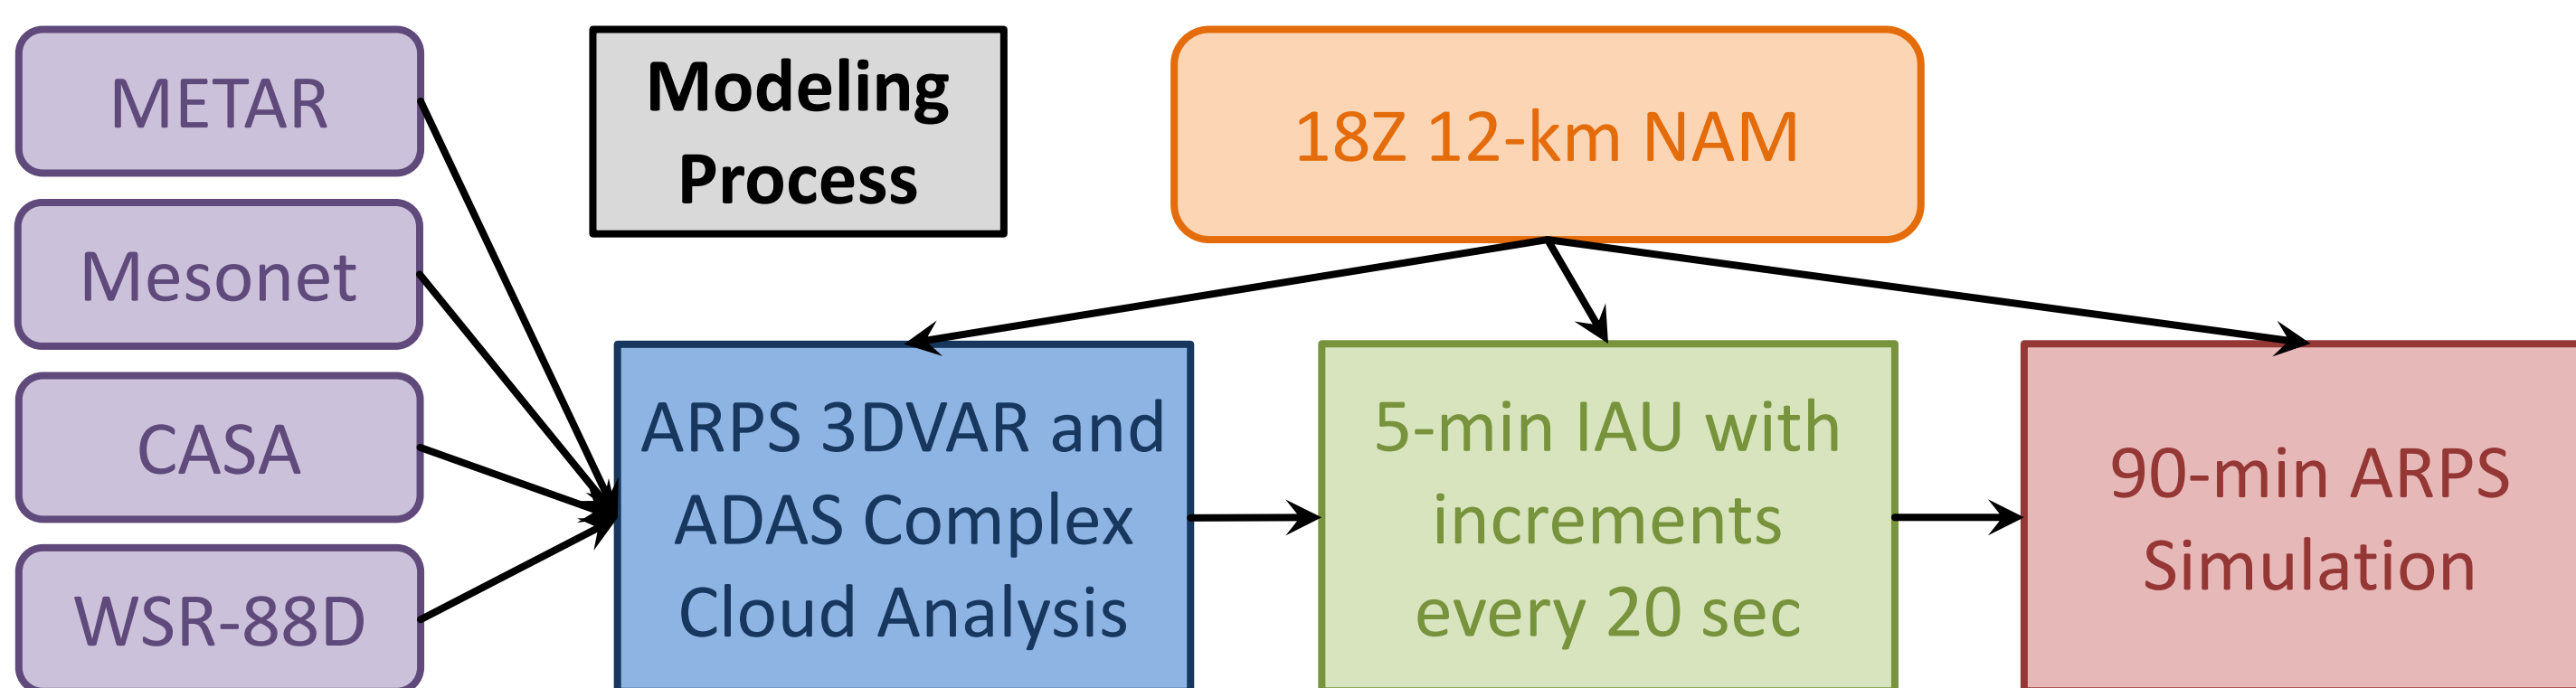 METAR
Mesonet
CASA
WSR-88D
Modeling
Process
18Z 12-km NAM
ARPS 3DVAR and
ADAS Complex
Cloud Analysis
5-min IAU with
increments
every 20 sec
90-min ARPS
Simulation